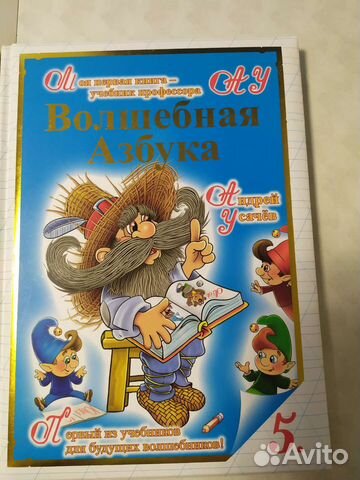 Моя первая книга –
учебник профессора
АУ
Волшебная
Азбука
Андрей
Усачёв
Первый из учебников
для будущих волшебников!
5
Avito